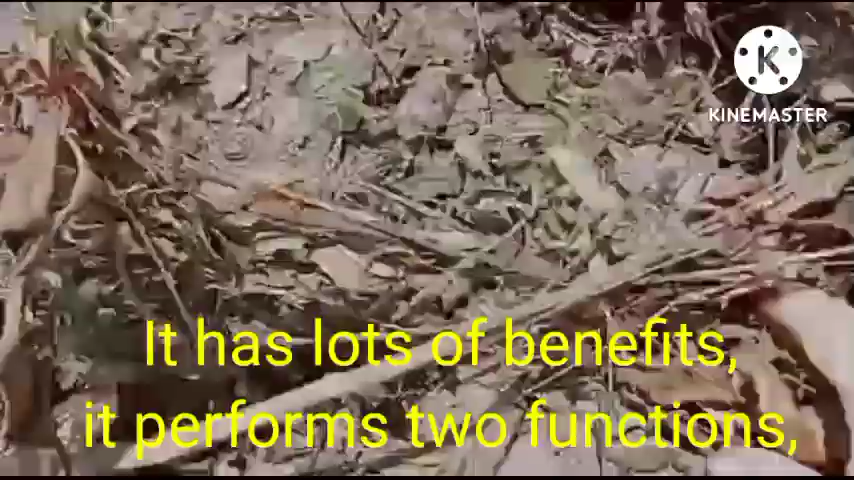 KINEMASTER
It has lots of benefits,
it performs two functions,